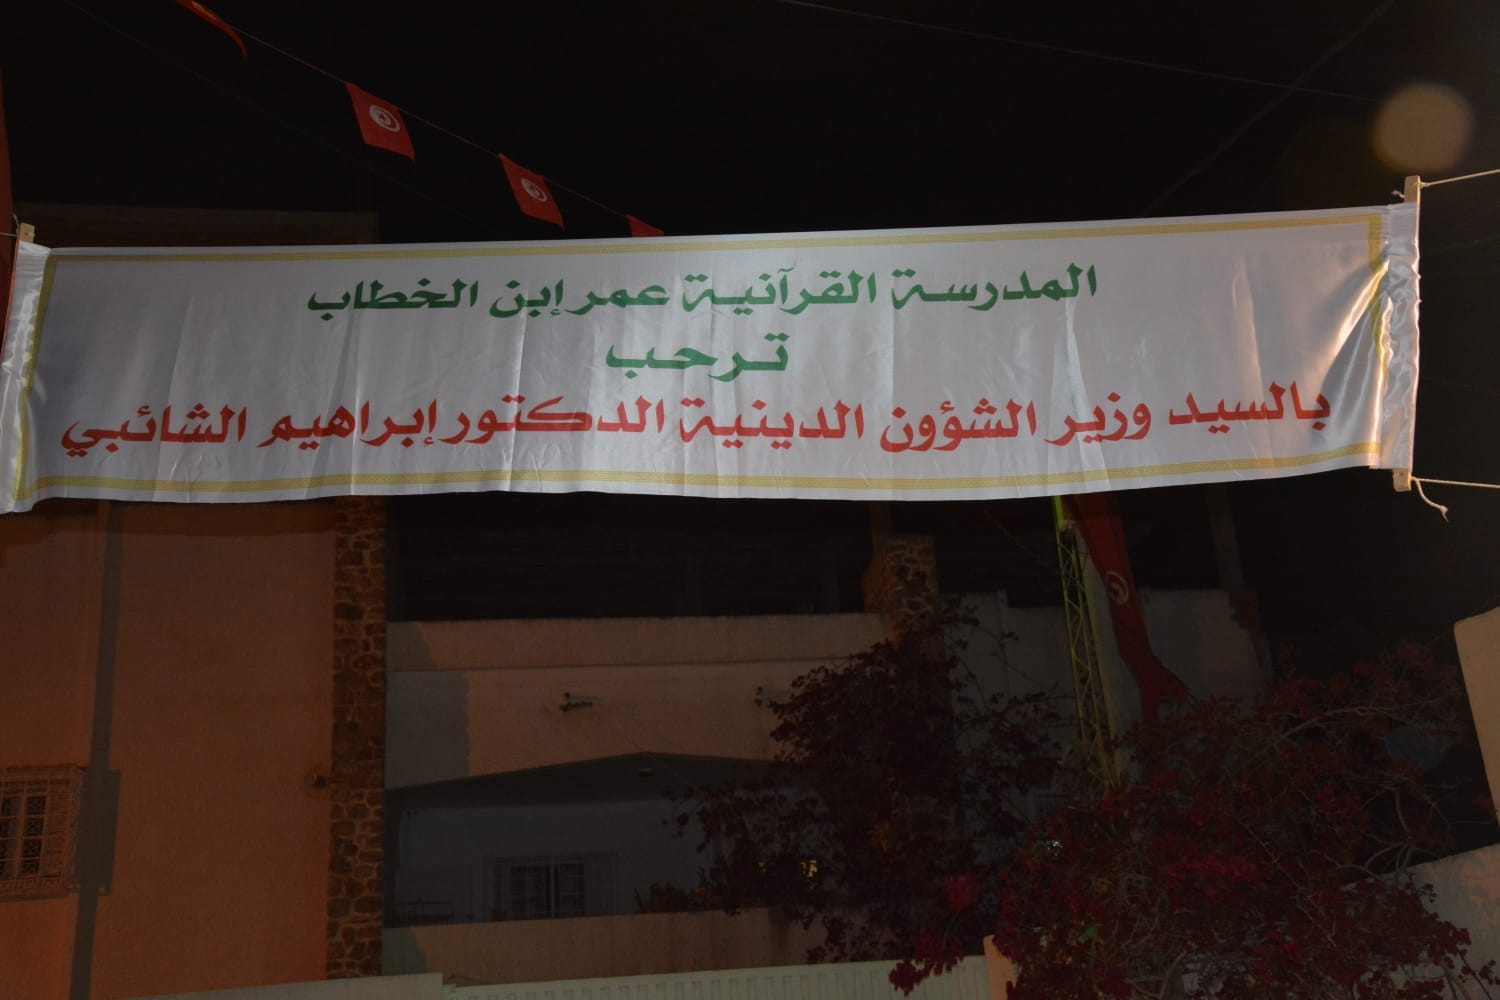 المدرسة القرآنية عمر إبن الخطاب
ترحب
بالسيد وزير الشؤون الدينية الدكتور إبراهيم الشائبي